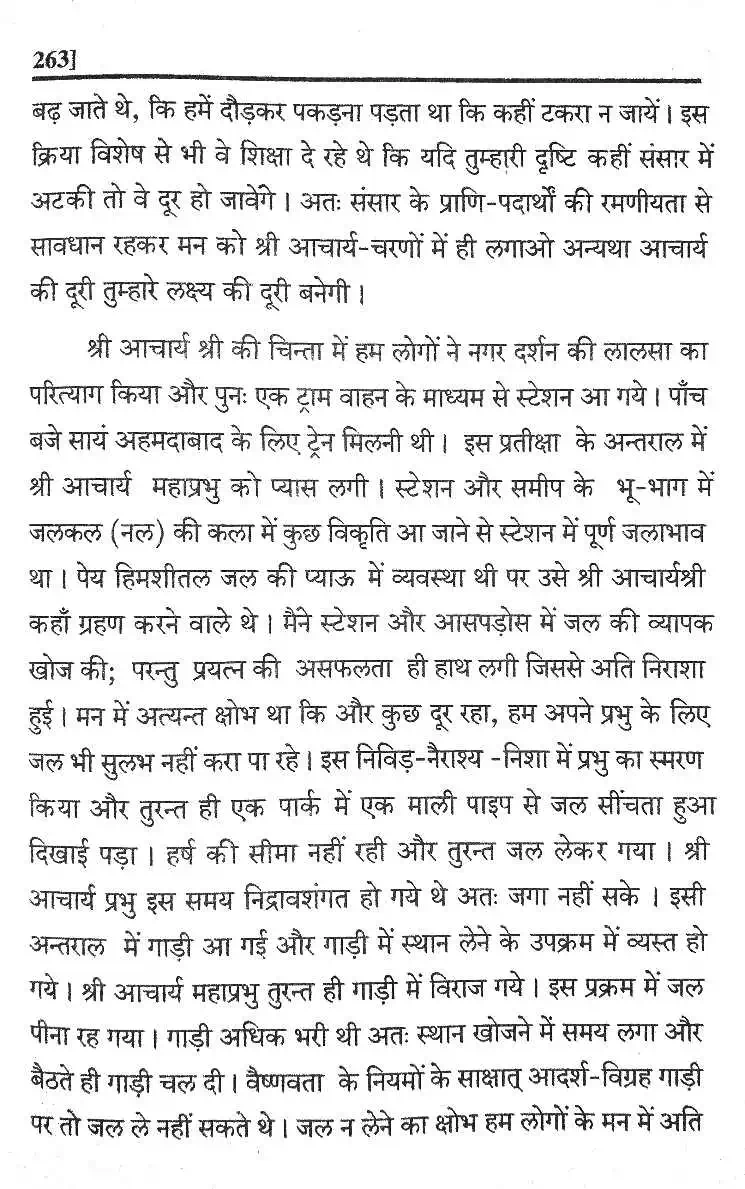 263]
बढ़ जाते थे, कि हमें दौड़कर पकड़ना पड़ता था कि कहीं टकरा न जायें। इस
क्रिया विशेष से भी वे शिक्षा दे रहे थे कि यदि तुम्हारी दृष्टि कहीं संसार में
अटकी तो वे दूर हो जावेंगे। अतः संसार के प्राणि-पदार्थों की रमणीयता से
सावधान रहकर मन को श्री आचार्य-चरणों में ही लगाओ अन्यथा आचार्य
की दूरी तुम्हारे लक्ष्य की दूरी बनेगी।
श्री आचार्य श्री की चिन्ता में हम लोगों ने नगर दर्शन की लालसा का
परित्याग किया और पुनः एक ट्राम वाहन के माध्यम से स्टेशन आ गये। पाँच
बजे सायं अहमदाबाद के लिए ट्रेन मिलनी थी। इस प्रतीक्षा के अन्तराल में
श्री आचार्य महाप्रभु को प्यास लगी। स्टेशन और समीप के भू-भाग में
जलकल (नल) की कला में कुछ विकृति आ जाने से स्टेशन में पूर्ण जलाभाव
था। पेय हिमशीतल जल की प्याऊ में व्यवस्था थी पर उसे श्री आचार्यश्री
कहाँ ग्रहण करने वाले थे। मैंने स्टेशन और आसपड़ोस में जल की व्यापक
खोज की; परन्तु प्रयत्न की असफलता ही हाथ लगी जिससे अति निराशा
हुई। मन में अत्यन्त क्षोभ था कि और कुछ दूर रहा, हम अपने प्रभु के लिए
जल भी सुलभ नहीं करा पा रहे। इस निविड़-नैराश्य -निशा में प्रभु का स्मरण
किया और तुरन्त ही एक पार्क में एक माली पाइप से जल सींचता हुआ
दिखाई पड़ा। हर्ष की सीमा नहीं रही और तुरन्त जल लेकर गया। श्री
आचार्य प्रभु इस समय निद्रावशंगत हो गये थे अतः जगा नहीं सके। इसी
अन्तराल में गाड़ी आ गई और गाड़ी में स्थान लेने के उपक्रम में व्यस्त हो
गये। श्री आचार्य महाप्रभु तुरन्त ही गाड़ी में विराज गये। इस प्रक्रम में जल
पीना रह गया। गाड़ी अधिक भरी थी अतः स्थान खोजने में समय लगा और
बैठते ही गाड़ी चल दी। वैष्णवता के नियमों के साक्षात् आदर्श-विग्रह गाड़ी
पर तो जल ले नहीं सकते थे। जल न लेने का क्षोभ हम लोगों के मन में अति